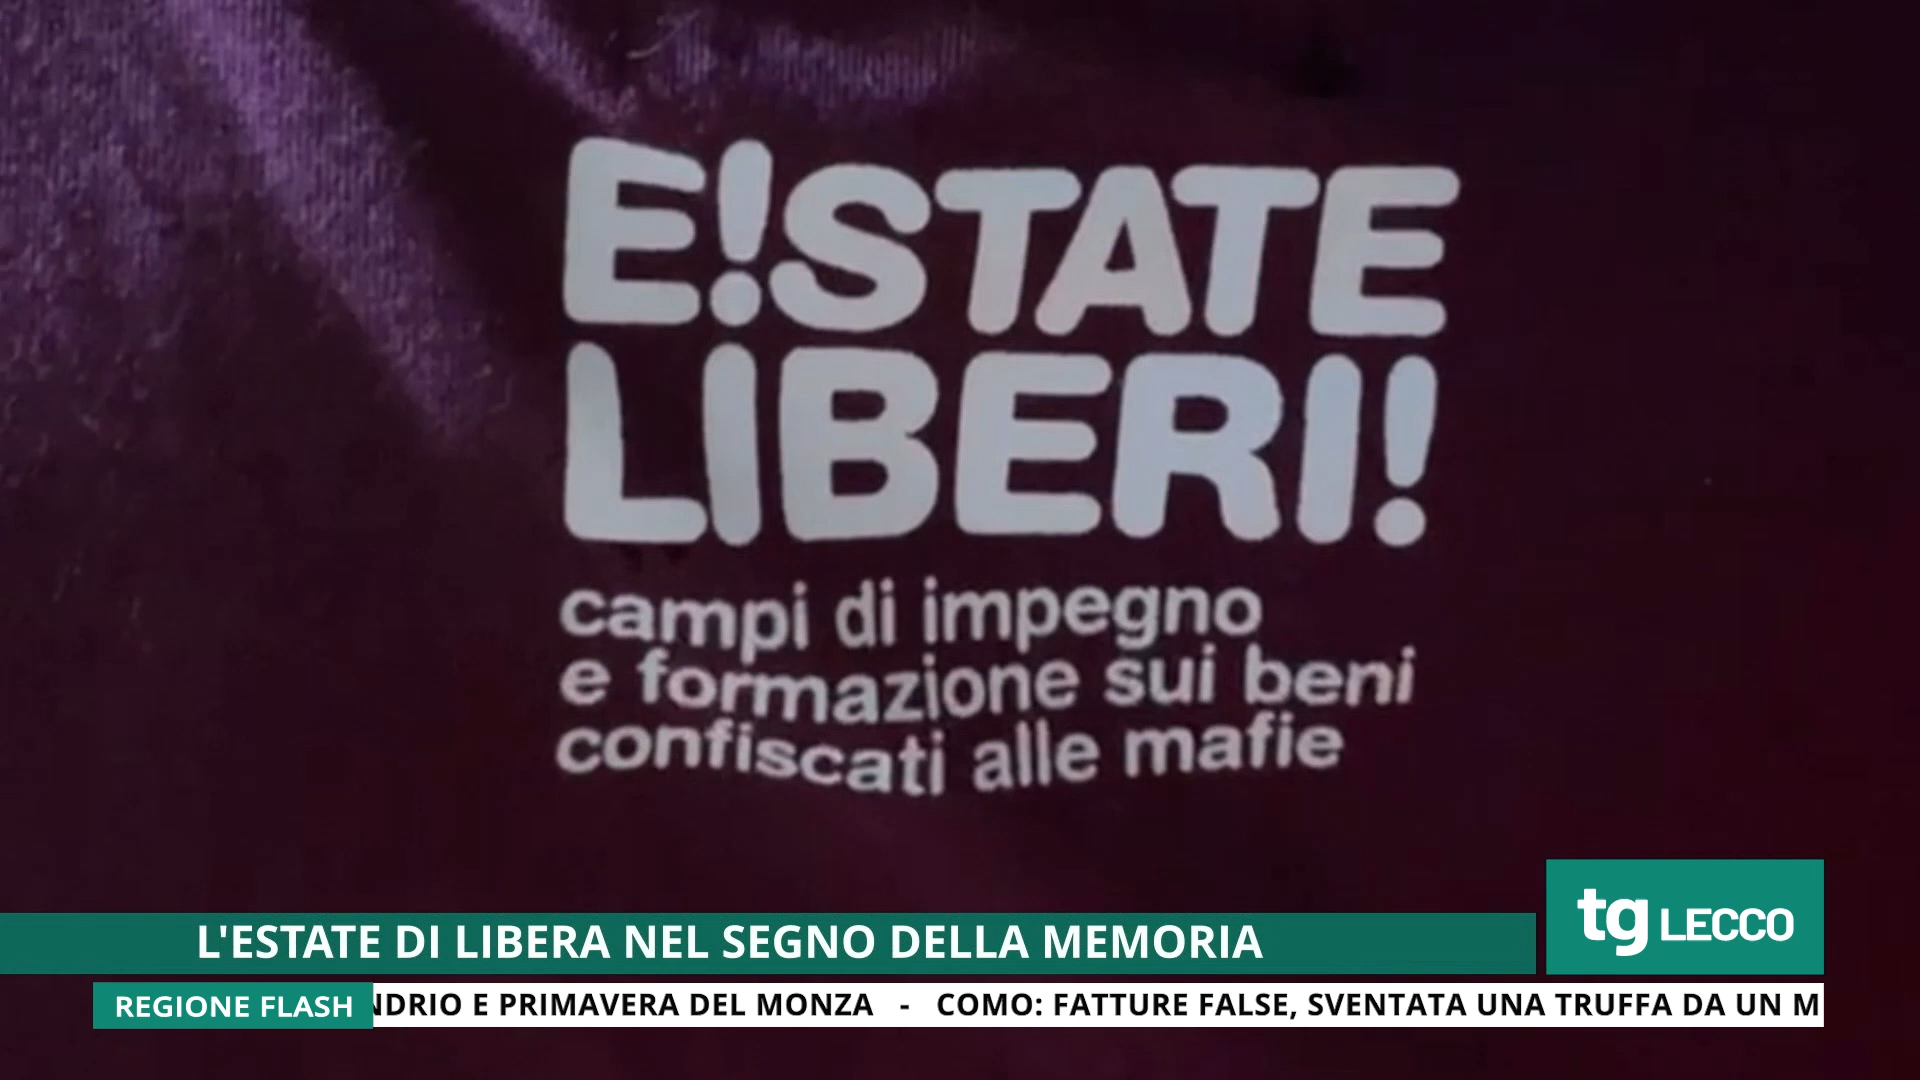 E!STATE
LIBERI!
campi di impegno
e formazione sui beni
confiscati alle mafie
tg LECCO
L'ESTATE DI LIBERA NEL SEGNO DELLA MEMORIA
REGIONE FLASH
NDRIO E PRIMAVERA DEL MONZA - COMO: FATTURE FALSE, SVENTATA UNA TRUFFA DA UN M